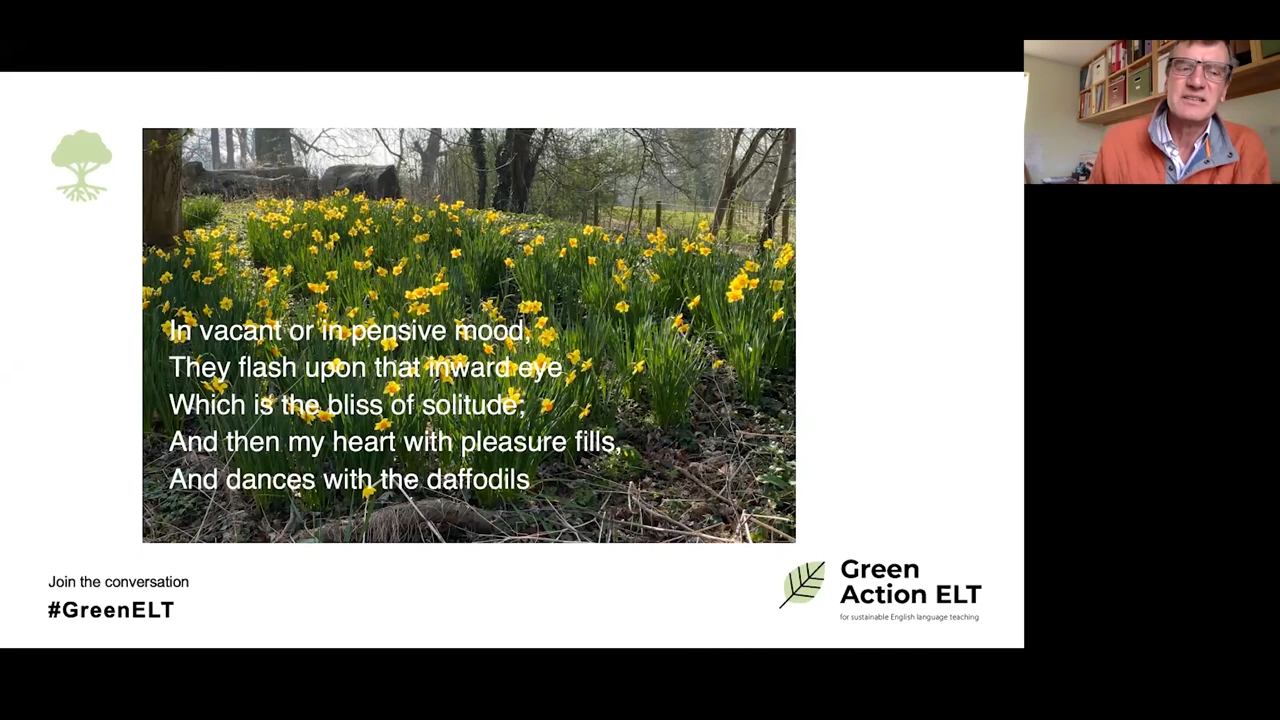 In vacant or in pensive mood,
They flash upon that inward eye
Which is the bliss of solitude;
And then my heart with pleasure fills,
And dances with the daffodils
Join the conversation
#GreenELT
Green
Action ELT
for sustainable English language teaching